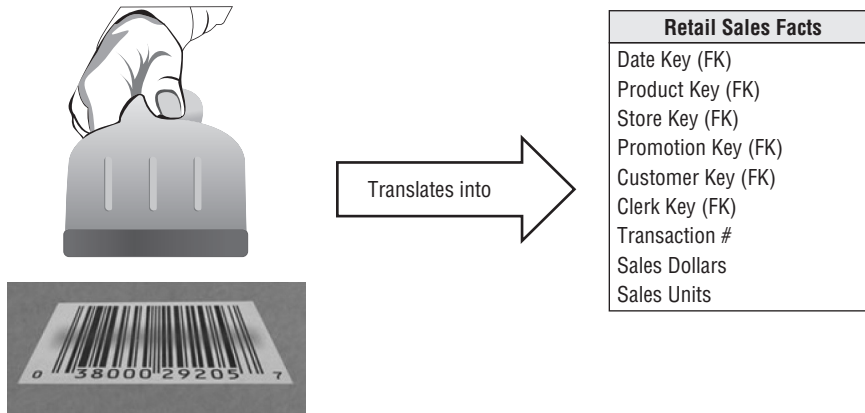 Translates into
Retail Sales Facts
Date Key (FK)
Product Key (FK)
Store Key (FK)
Promotion Key (FK)
Customer Key (FK)
Clerk Key (FK)
Transaction #
Sales Dollars
Sales Units
0 38000 29205 7